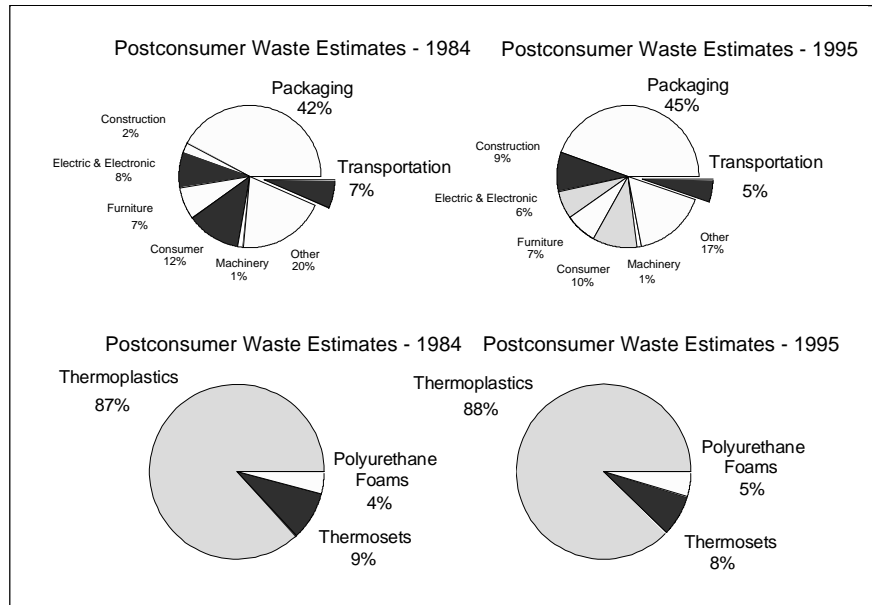 Postconsumer Waste Estimates - 1984
Packaging
42%
Construction
2%
Electric & Electronic
8%
Furniture
7%
Consumer
12%
Machinery
1%
Other
20%
Transportation
7%
Postconsumer Waste Estimates - 1995
Packaging
45%
Construction
9%
Electric & Electronic
6%
Furniture
7%
Consumer
10%
Machinery
1%
Other
17%
Transportation
5%
Postconsumer Waste Estimates - 1984
Thermoplastics
87%
Polyurethane
Foams
4%
Thermosets
9%
Postconsumer Waste Estimates - 1995
Thermoplastics
88%
Polyurethane
Foams
5%
Thermosets
8%